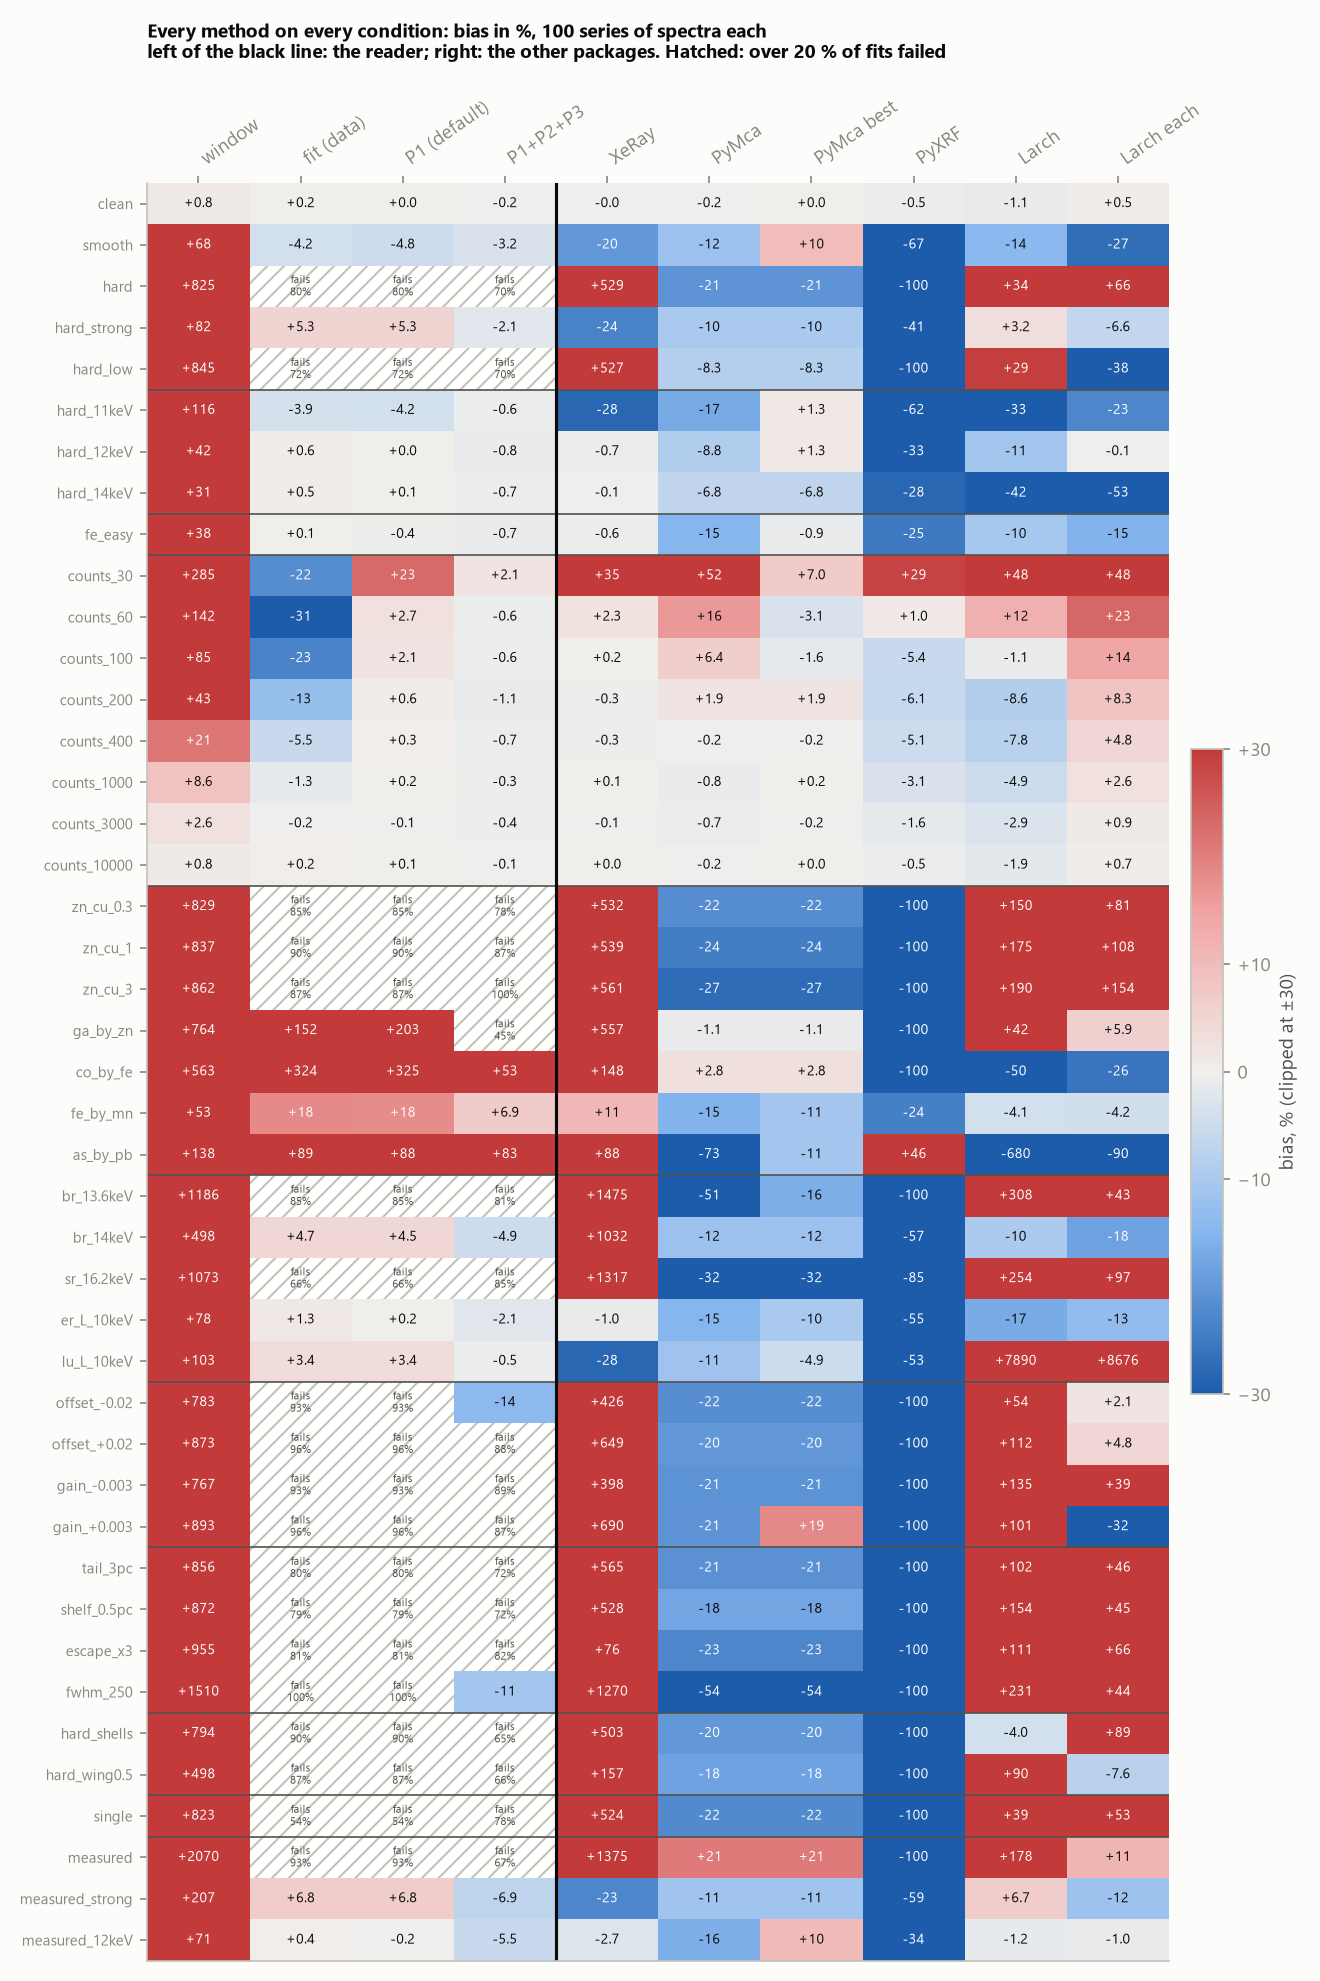 Every method on every condition: bias in %, 100 series of spectra each
left of the black line: the reader; right: the other packages. Hatched: over 20 % of fits failed
window fit (data) P1 (default) P1+P2+P3 XeRay PyMca PyMca best PyXRF Larch Larch each
clean +0.8 +0.2 +0.0 -0.2 -0.0 -0.2 +0.0 -0.5 -1.1 +0.5
smooth +68 -4.2 -4.8 -3.2 -20 -12 +10 -67 -14 -27
hard +825 fails 80% fails 80% fails 70% +529 -21 -21 -100 +34 +66
hard_strong +82 +5.3 +5.3 -2.1 -24 -10 -10 -41 +3.2 -6.6
hard_low +845 fails 72% fails 72% fails 70% +527 -8.3 -8.3 -100 +29 -38
hard_11keV +116 -3.9 -4.2 -0.6 -28 -17 +1.3 -62 -33 -23
hard_12keV +42 +0.6 +0.0 -0.8 -0.7 -8.8 +1.3 -33 -11 -0.1
hard_14keV +31 +0.5 +0.1 -0.7 -0.1 -6.8 -6.8 -28 -42 -53
fe_easy +38 +0.1 -0.4 -0.7 -0.6 -15 -0.9 -25 -10 -15
counts_30 +285 -22 +23 +2.1 +35 +52 +7.0 +29 +48 +48
counts_60 +142 -31 +2.7 -0.6 +2.3 +16 -3.1 +1.0 +12 +23
counts_100 +85 -23 +2.1 -0.6 +0.2 +6.4 -1.6 -5.4 -1.1 +14
counts_200 +43 -13 +0.6 -1.1 -0.3 +1.9 +1.9 -6.1 -8.6 +8.3
counts_400 +21 -5.5 +0.3 -0.7 -0.3 -0.2 -0.2 -5.1 -7.8 +4.8
counts_1000 +8.6 -1.3 +0.2 -0.3 +0.1 -0.8 +0.2 -3.1 -4.9 +2.6
counts_3000 +2.6 -0.2 -0.1 -0.4 -0.1 -0.7 -0.2 -1.6 -2.9 +0.9
counts_10000 +0.8 +0.2 +0.1 -0.1 +0.0 -0.2 +0.0 -0.5 -1.9 +0.7
zn_cu_0.3 +829 fails 85% fails 85% fails 78% +532 -22 -22 -100 +150 +81
zn_cu_1 +837 fails 90% fails 90% fails 87% +539 -24 -24 -100 +175 +108
zn_cu_3 +862 fails 87% fails 87% fails 100% +561 -27 -27 -100 +190 +154
ga_by_zn +764 +152 +203 fails 45% +557 -1.1 -1.1 -100 +42 +5.9
co_by_fe +563 +324 +325 +53 +148 +2.8 +2.8 -100 -50 -26
fe_by_mn +53 +18 +18 +6.9 +11 -15 -11 -24 -4.1 -4.2
as_by_pb +138 +89 +88 +83 +88 -73 -11 +46 -680 -90
br_13.6keV +1186 fails 85% fails 85% fails 81% +1475 -51 -16 -100 +308 +43
br_14keV +498 +4.7 +4.5 -4.9 +1032 -12 -12 -57 -10 -18
sr_16.2keV +1073 fails 66% fails 66% fails 85% +1317 -32 -32 -85 +254 +97
er_L_10keV +78 +1.3 +0.2 -2.1 -1.0 -15 -10 -55 -17 -13
lu_L_10keV +103 +3.4 +3.4 -0.5 -28 -11 -4.9 -53 +7890 +8676
offset_-0.02 +783 fails 93% fails 93% -14 +426 -22 -22 -100 +54 +2.1
offset_+0.02 +873 fails 96% fails 96% fails 88% +649 -20 -20 -100 +112 +4.8
gain_-0.003 +767 fails 93% fails 93% fails 89% +398 -21 -21 -100 +135 +39
gain_+0.003 +893 fails 96% fails 96% fails 87% +690 -21 +19 -100 +101 -32
tail_3pc +856 fails 80% fails 80% fails 72% +565 -21 -21 -100 +102 +46
shelf_0.5pc +872 fails 79% fails 79% fails 72% +528 -18 -18 -100 +154 +45
escape_x3 +955 fails 81% fails 81% fails 82% +76 -23 -23 -100 +111 +66
fwhm_250 +1510 fails 100% fails 100% -11 +1270 -54 -54 -100 +231 +44
hard_shells +794 fails 90% fails 90% fails 65% +503 -20 -20 -100 -4.0 +89
hard_wing0.5 +498 fails 87% fails 87% fails 66% +157 -18 -18 -100 +90 -7.6
single +823 fails 54% fails 54% fails 78% +524 -22 -22 -100 +39 +53
measured +2070 fails 93% fails 93% fails 67% +1375 +21 +21 -100 +178 +11
measured_strong +207 +6.8 +6.8 -6.9 -23 -11 -11 -59 +6.7 -12
measured_12keV +71 +0.4 -0.2 -5.5 -2.7 -16 +10 -34 -1.2 -1.0
+30
+10
0
−10
−30
bias, % (clipped at ±30)